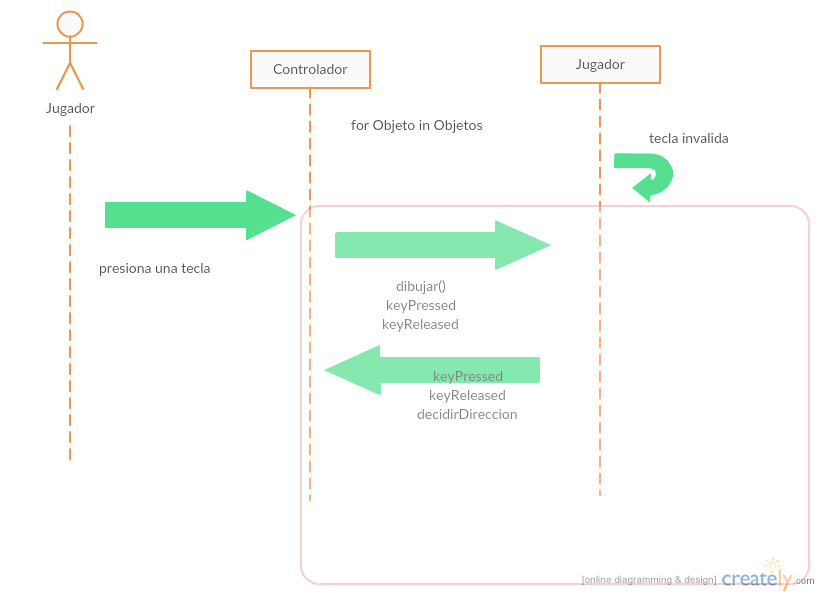 Jugador
Controlador
Jugador
for Objeto in Objetos
tecla invalida
presiona una tecla
dibujar()
keyPressed
keyReleased
keyPressed
keyReleased
decidirDireccion
[online diagramming & design] creately.com